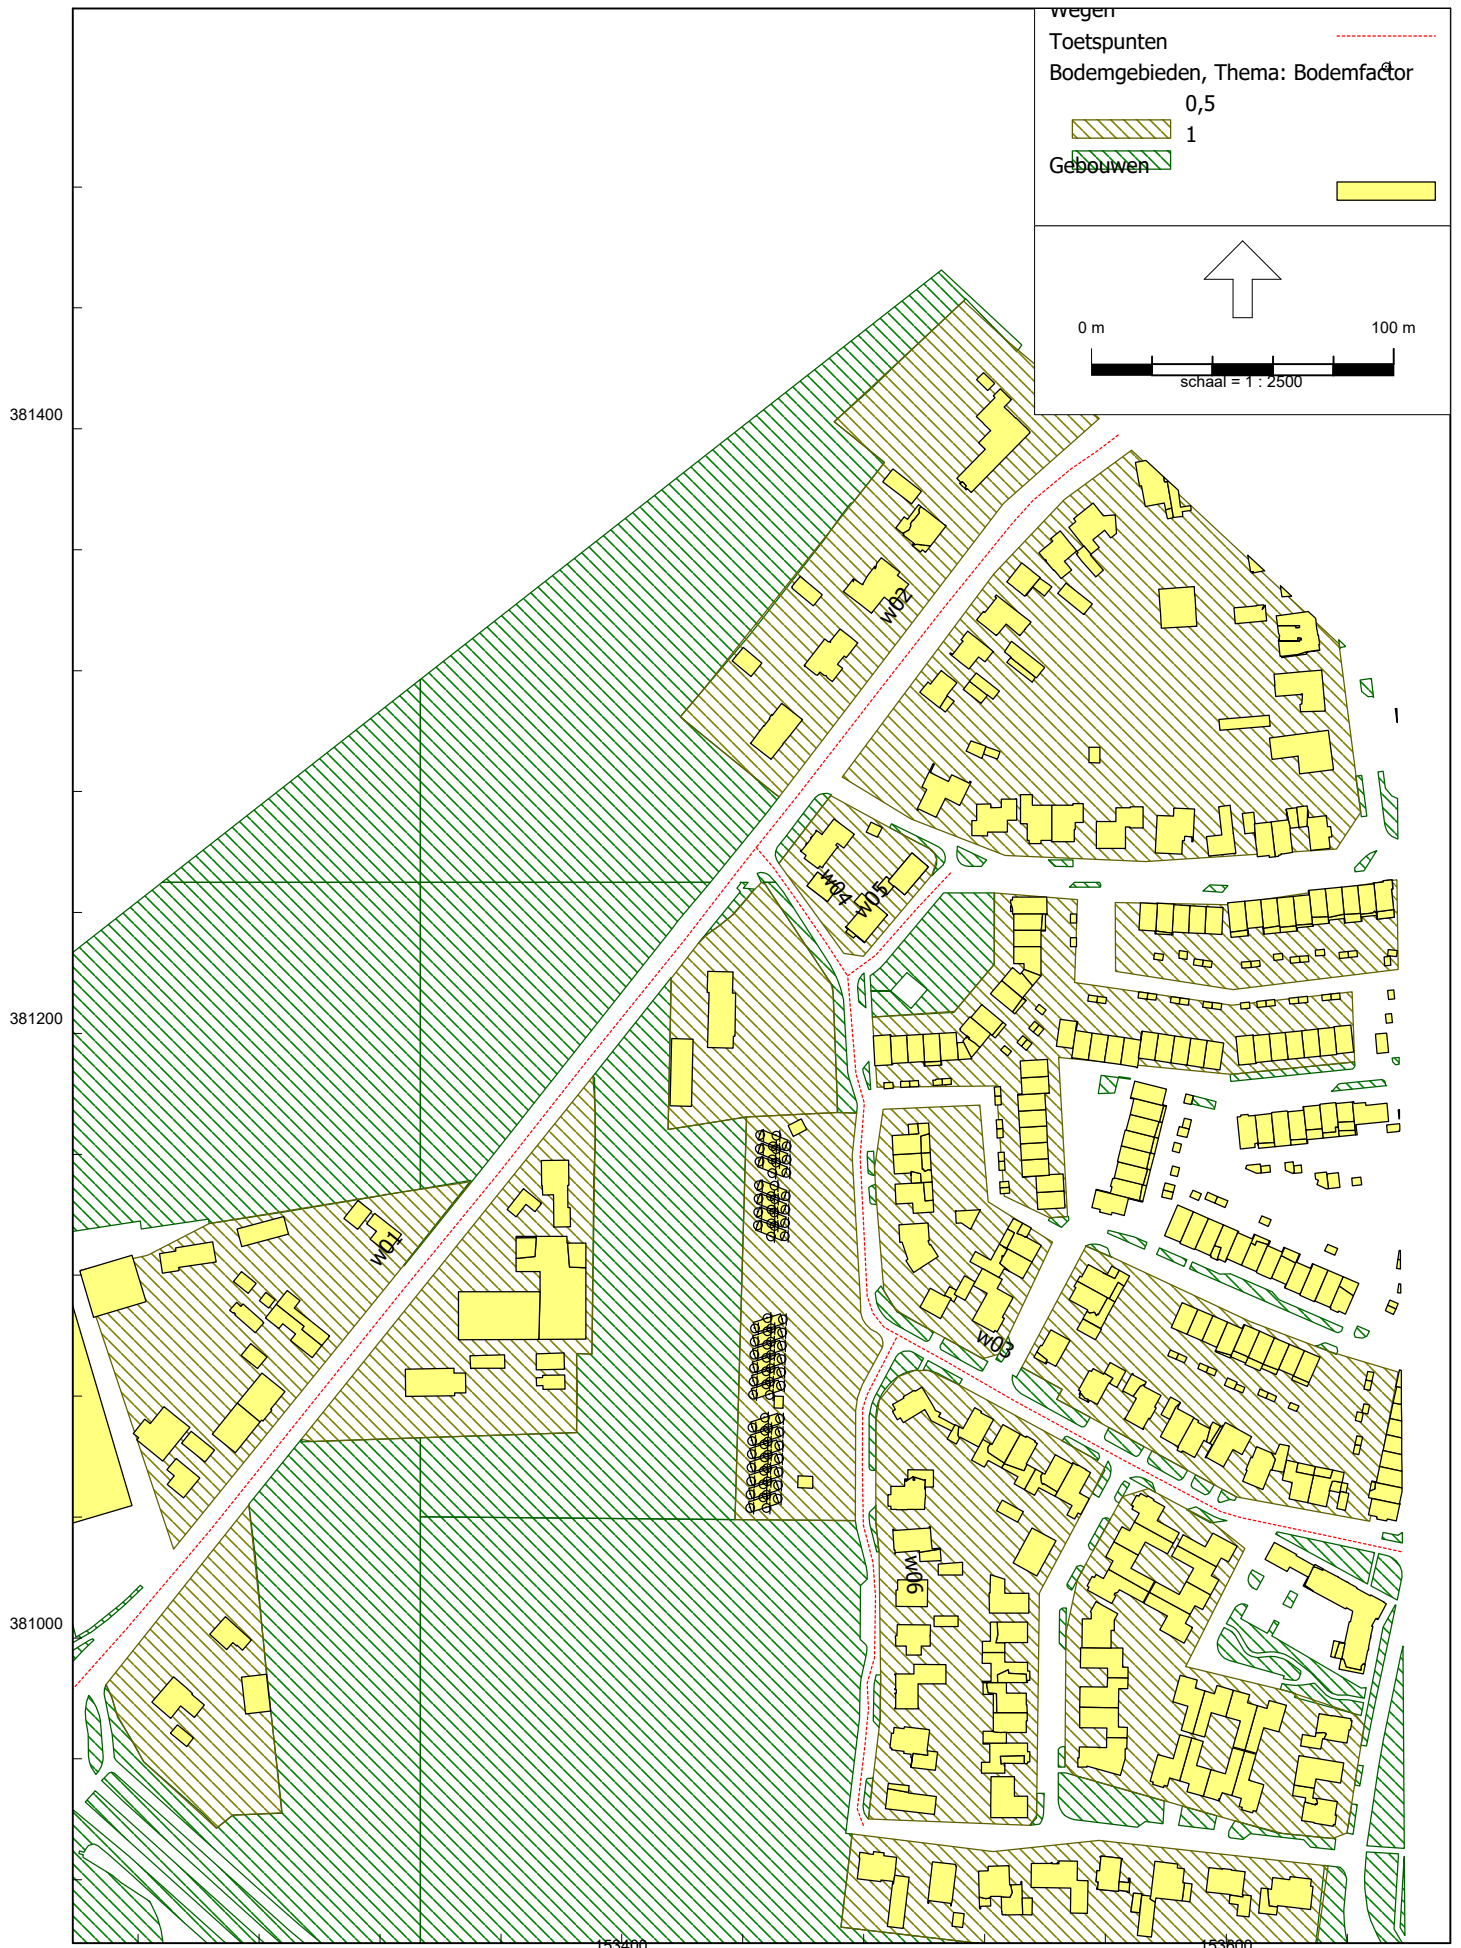 Wegen
Toetspunten
Bodemgebieden, Thema: Bodemfactor
0,5
1
Gebouwen
0 m 100 m
schaal = 1 : 2500
381400
w02
w04
w05
381200
w01
w03
w06
381000
153400 153600